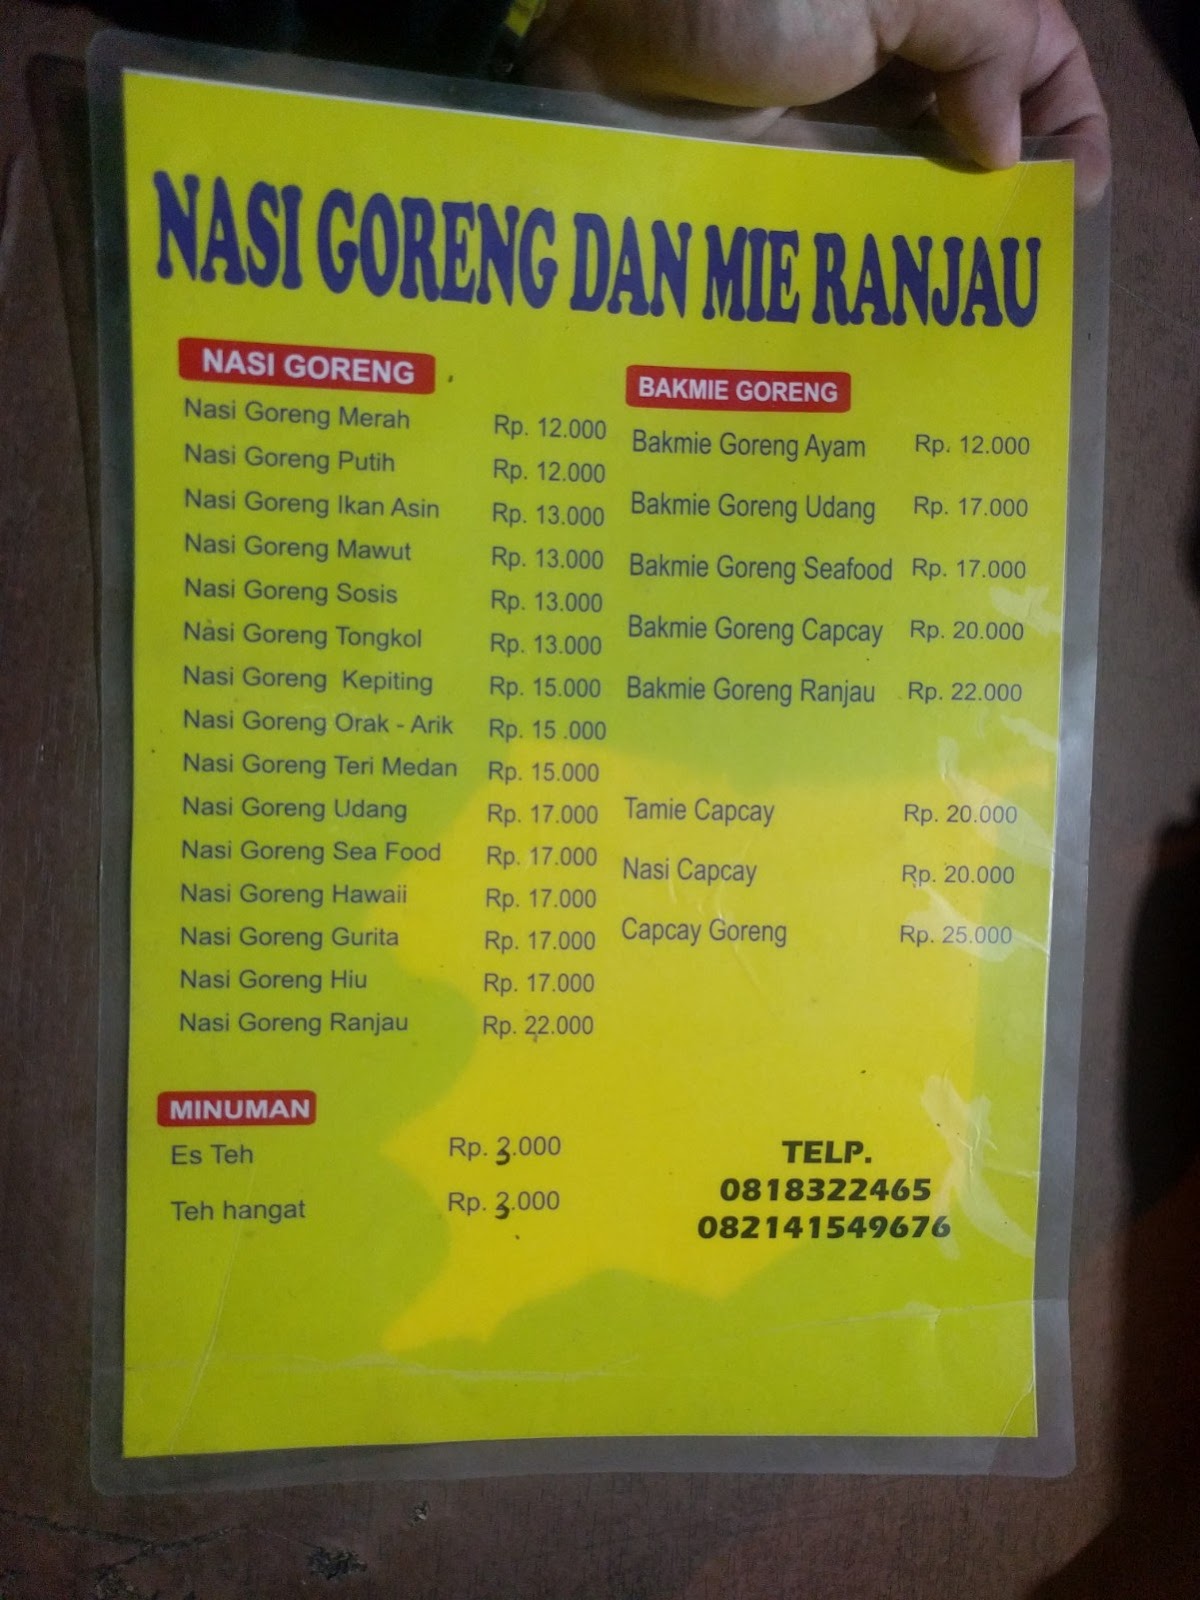 NASI GORENG DAN MIE RANJAU
NASI GORENG
Nasi Goreng Merah Rp. 12.000
Nasi Goreng Putih Rp. 12.000
Nasi Goreng Ikan Asin Rp. 13.000
Nasi Goreng Mawut Rp. 13.000
Nasi Goreng Sosis Rp. 13.000
Nasi Goreng Tongkol Rp. 13.000
Nasi Goreng Kepiting Rp. 15.000
Nasi Goreng Orak - Arik Rp. 15 .000
Nasi Goreng Teri Medan Rp. 15.000
Nasi Goreng Udang Rp. 17.000
Nasi Goreng Sea Food Rp. 17.000
Nasi Goreng Hawaii Rp. 17.000
Nasi Goreng Gurita Rp. 17.000
Nasi Goreng Hiu Rp. 17.000
Nasi Goreng Ranjau Rp. 22.000
BAKMIE GORENG
Bakmie Goreng Ayam Rp. 12.000
Bakmie Goreng Udang Rp. 17.000
Bakmie Goreng Seafood Rp. 17.000
Bakmie Goreng Capcay Rp. 20.000
Bakmie Goreng Ranjau Rp. 22.000
Tamie Capcay Rp. 20.000
Nasi Capcay Rp. 20.000
Capcay Goreng Rp. 25.000
MINUMAN
Es Teh Rp. 3.000
Teh hangat Rp. 3.000
TELP.
0818322465
082141549676